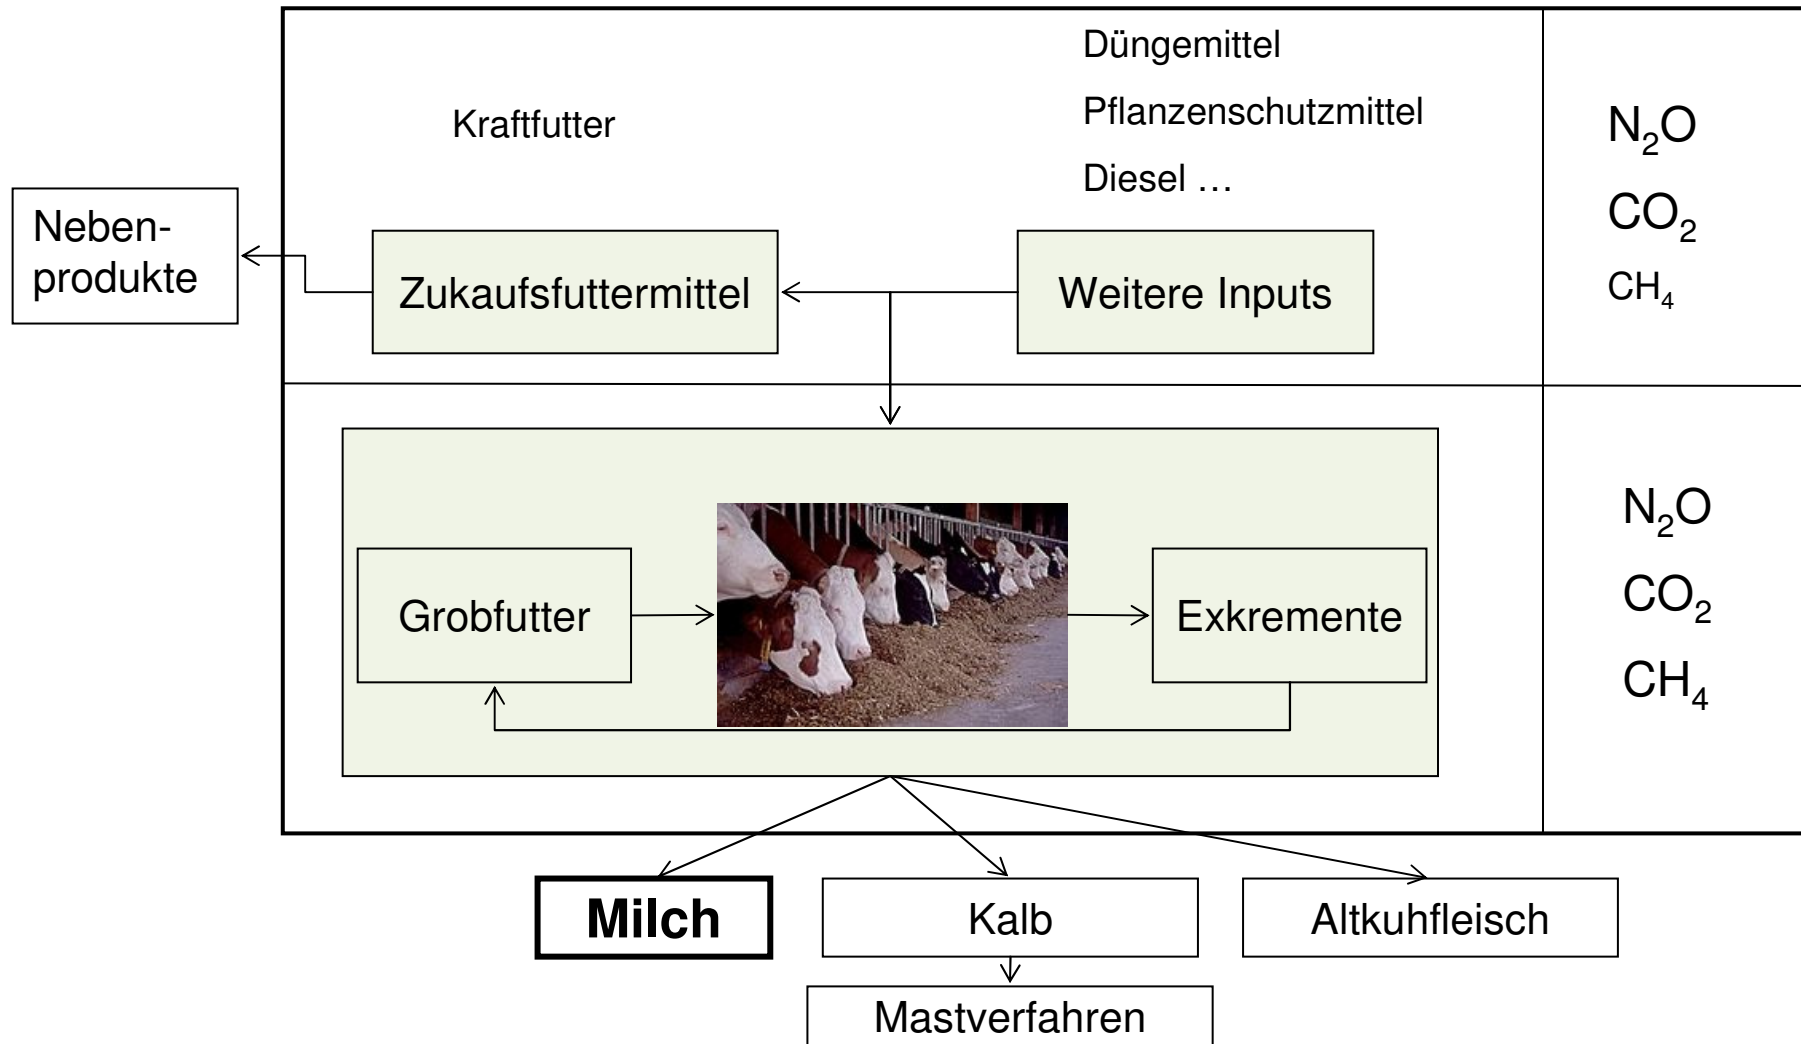 Düngemittel
Pflanzenschutzmittel
Diesel …
Kraftfutter
N₂O
CO₂
CH₄
Neben-
produkte
Zukaufsfuttermittel
Weitere Inputs
Grobfutter
Exkremente
N₂O
CO₂
CH₄
Milch
Kalb
Altkuhfleisch
Mastverfahren